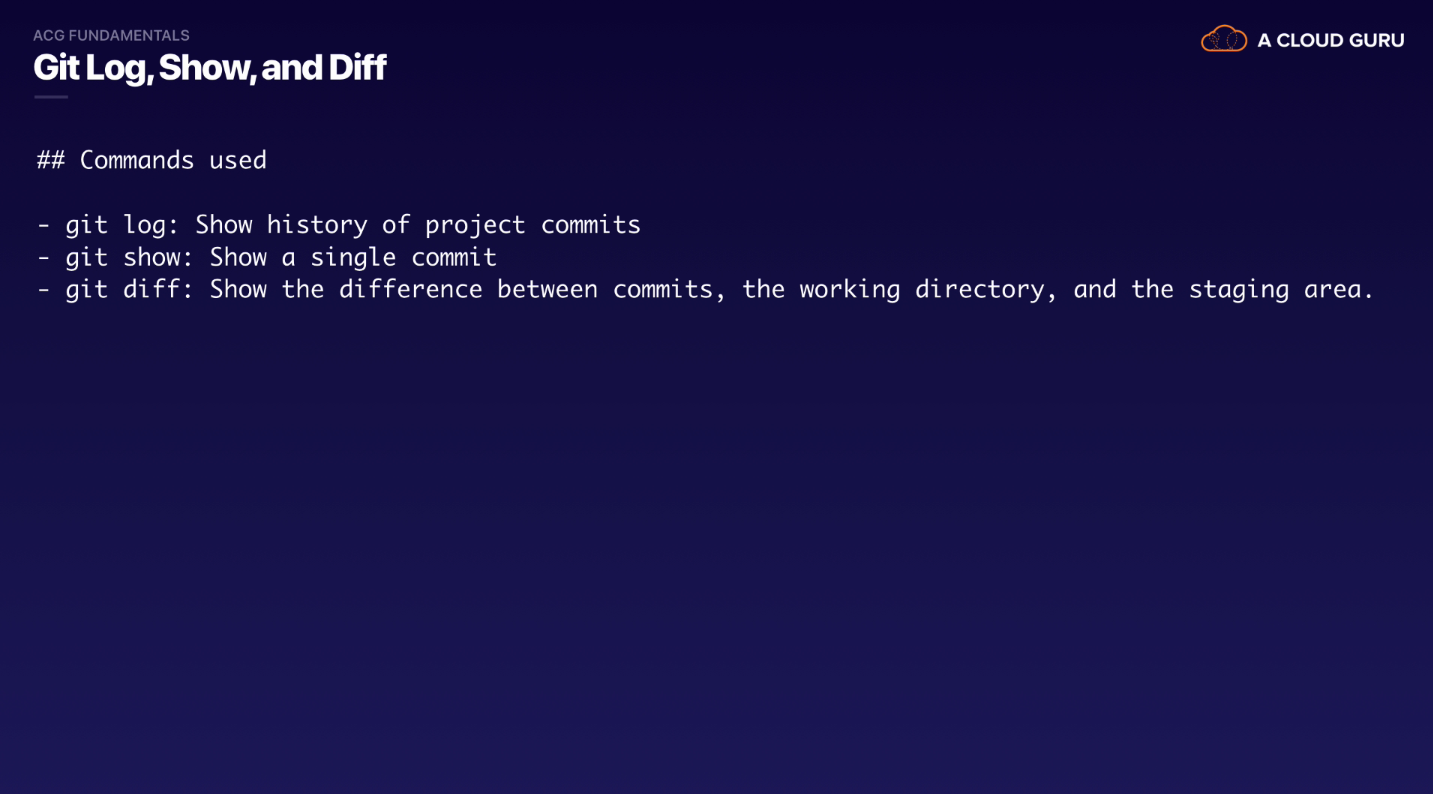 ACG FUNDAMENTALS
A CLOUD GURU
Git Log, Show, and Diff
## Commands used
- git log: Show history of project commits
- git show: Show a single commit
- git diff: Show the difference between commits, the working directory, and the staging area.